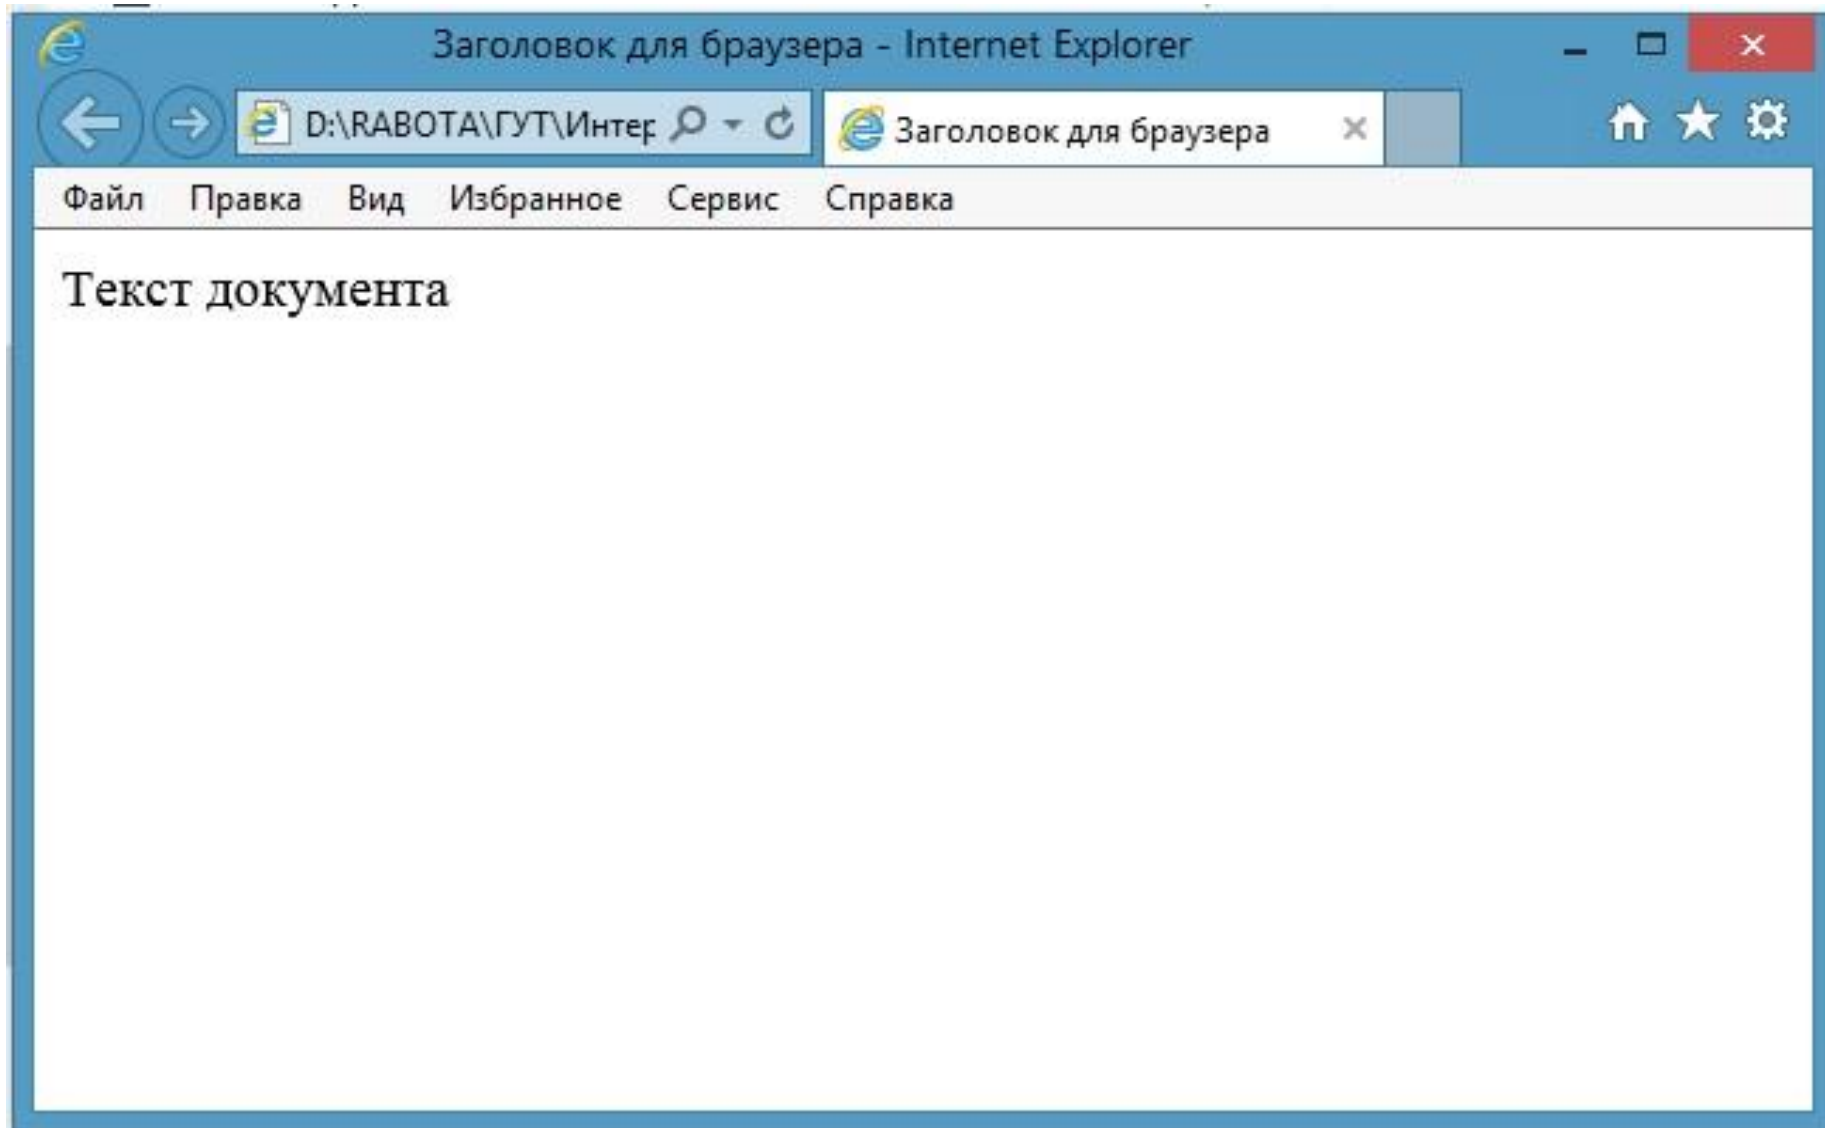 Заголовок для браузера - Internet Explorer
D:\RABOTA\ГУТ\Интер Заголовок для браузера
Файл Правка Вид Избранное Сервис Справка
Текст документа